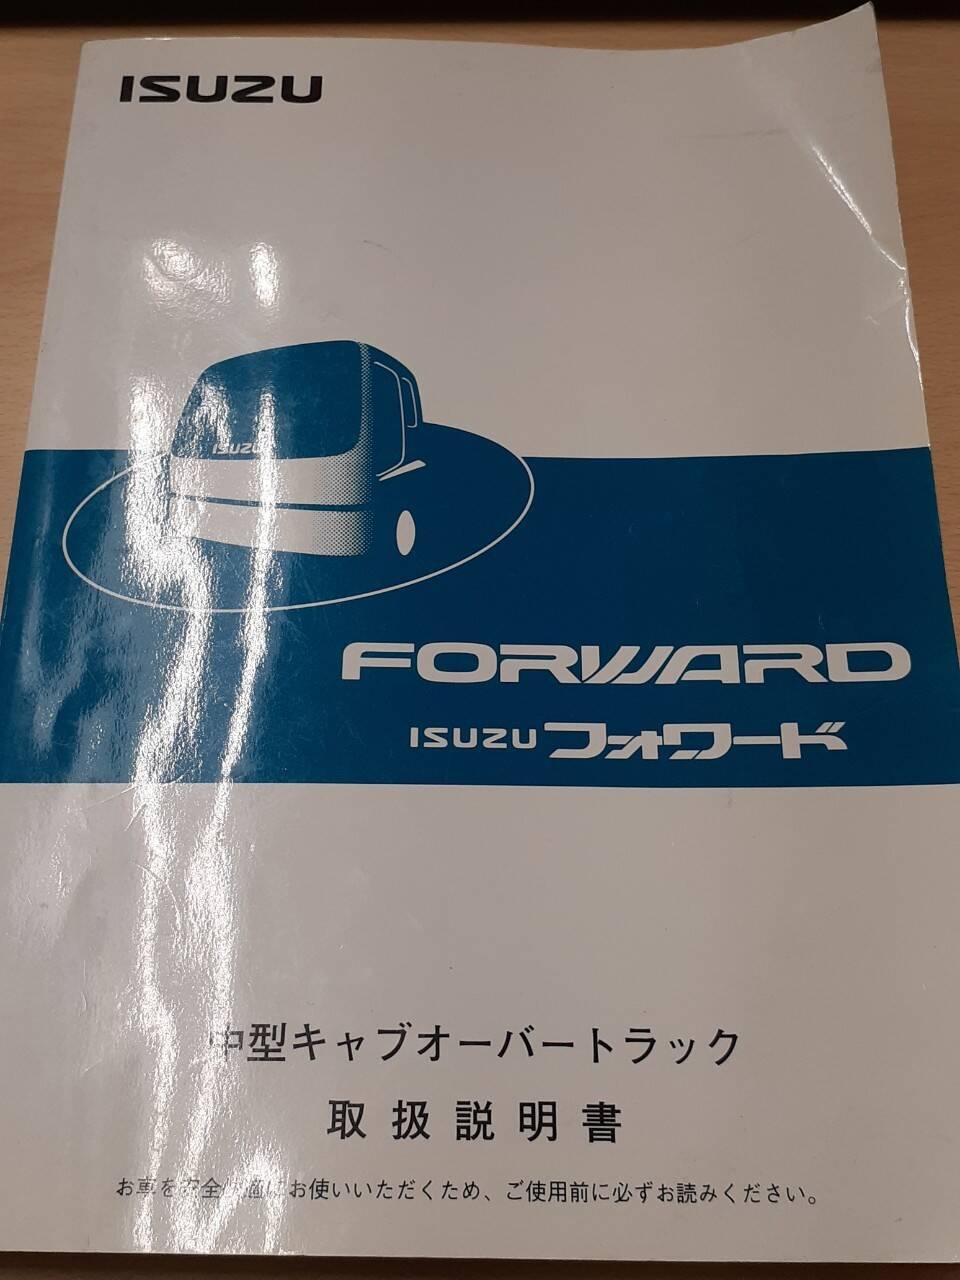 ISUZU
ISUZU
FORWARD
ISUZU フォワード
中型キャブオーバートラック
取扱説明書
お車を安全快適にお使いいただくため、ご使用前に必ずお読みください。